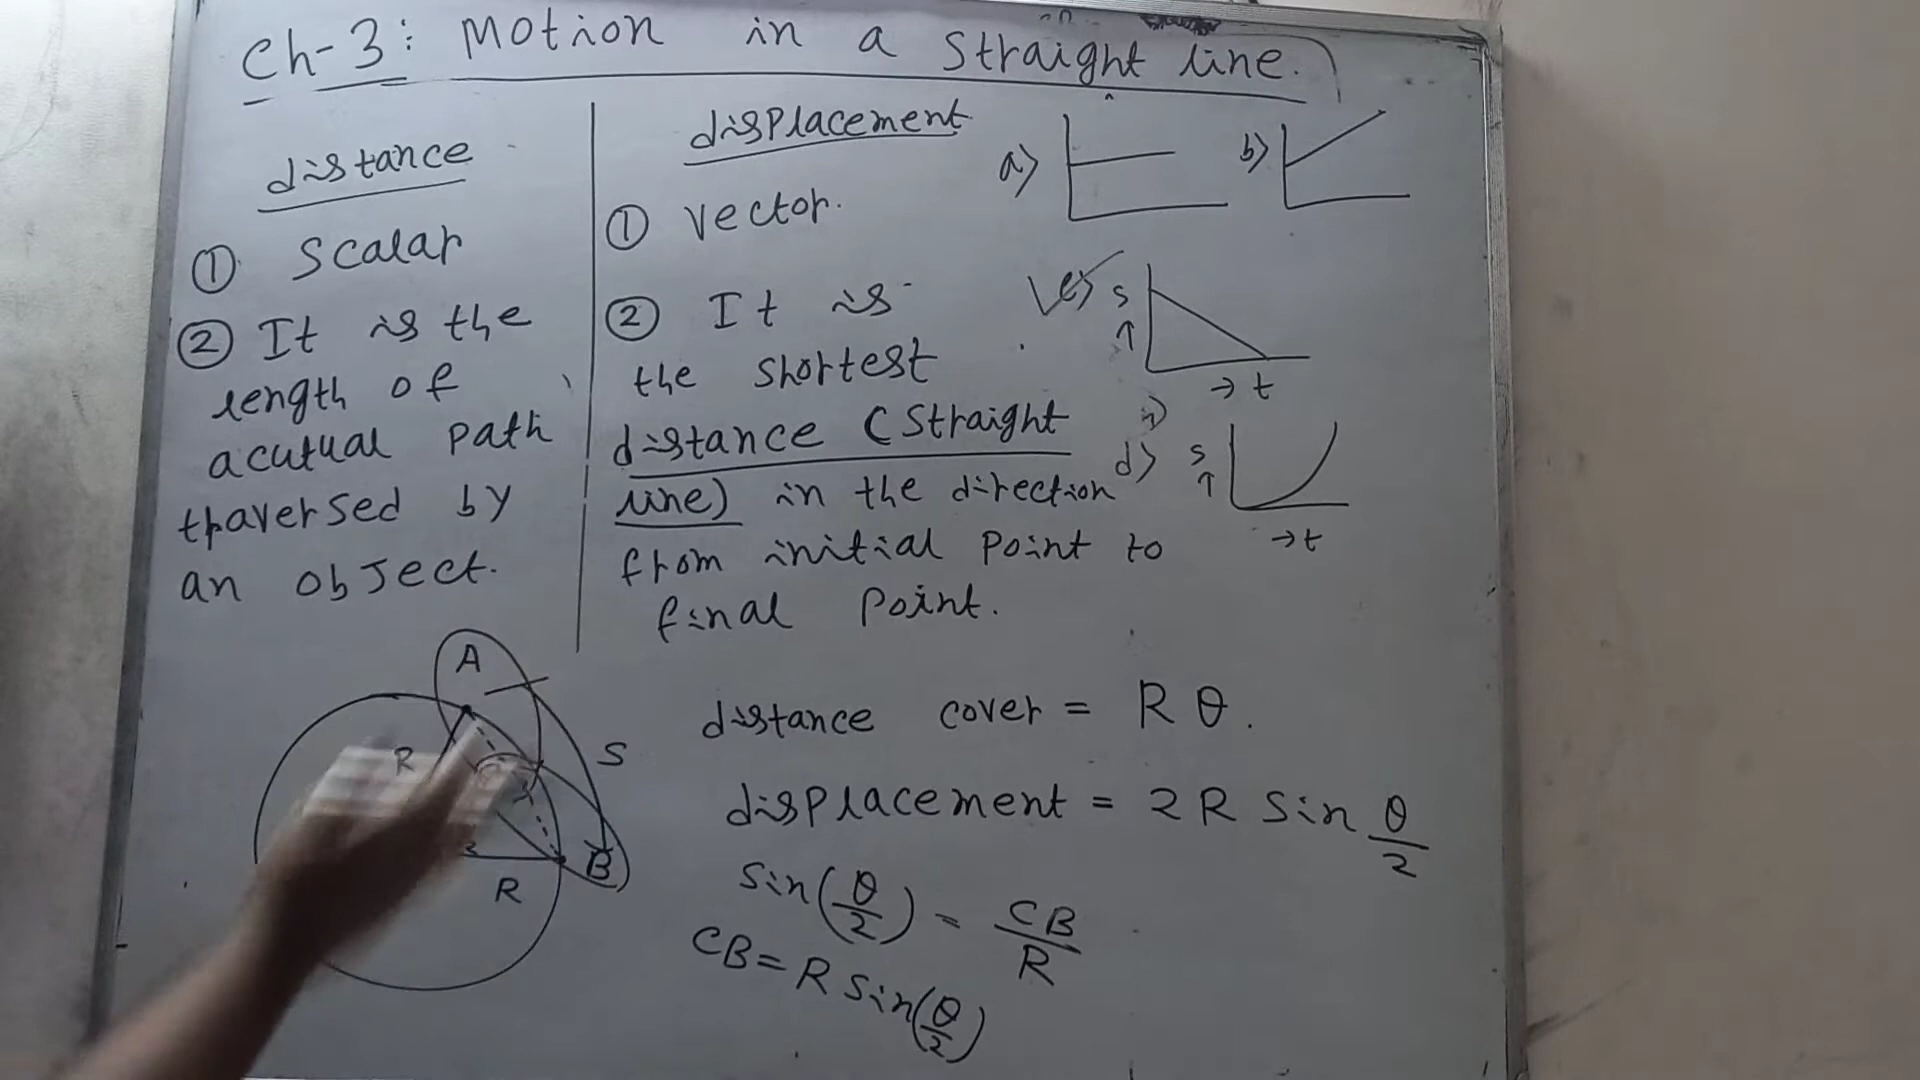 Ch-3: Motion in a Straight line.
distance
① Scalar
② It is the
length of
acutual path
traversed by
an object.
displacement
① vector.
② It is
the shortest
distance (Straight
line) in the direction
from initial point to
final point.
a)
b)
c) s
↑
→ t
d) s
↑
→ t
A
S
R
B
R
distance cover = R θ.
displacement = 2 R Sin θ/2
Sin(θ/2) = CB/R
CB = R Sin(θ/2)